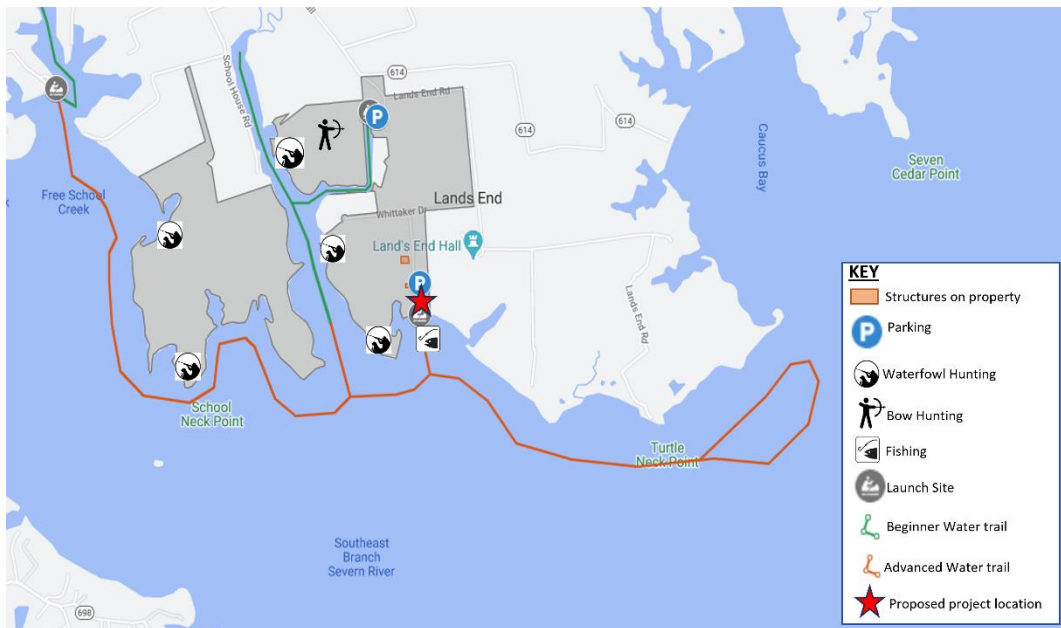 School House Rd
614
Lands End Rd
614
614
Caucus Bay
Seven
Cedar Point
Free School
Creek
Lands End
Whittaker Dr
Land's End Hall
Lands End Rd
School
Neck Point
Turtle
Neck Point
Southeast
Branch
Severn River
698
P
P
KEY
Structures on property
P
Parking
Waterfowl Hunting
Bow Hunting
Fishing
Launch Site
Beginner Water trail
Advanced Water trail
Proposed project location